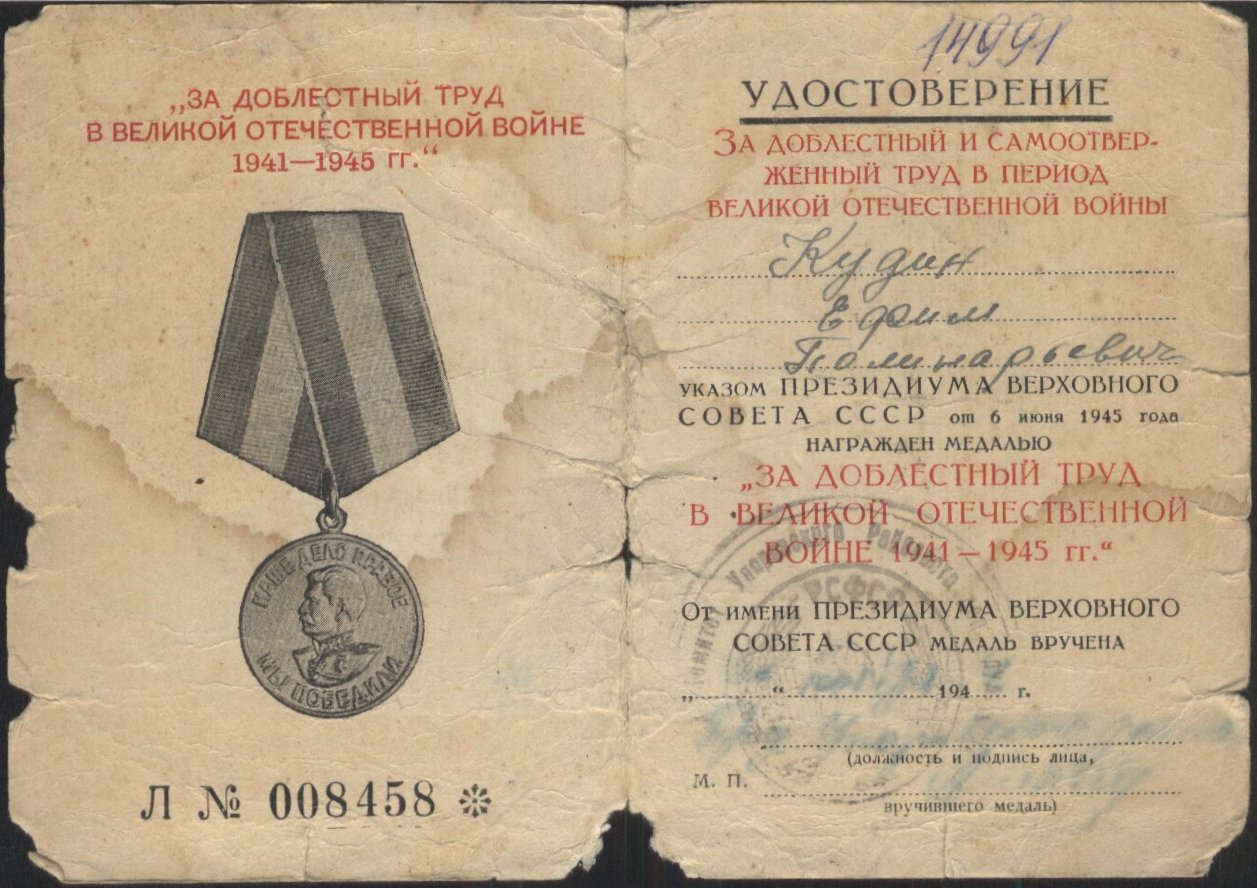 „ЗА ДОБЛЕСТНЫЙ ТРУД
В ВЕЛИКОЙ ОТЕЧЕСТВЕННОЙ ВОЙНЕ
1941—1945 гг.“
НАШЕ ДЕЛО ПРАВОЕ
МЫ ПОБЕДИЛИ
Л № 008458
14991
УДОСТОВЕРЕНИЕ
ЗА ДОБЛЕСТНЫЙ И САМООТВЕР-
ЖЕННЫЙ ТРУД В ПЕРИОД
ВЕЛИКОЙ ОТЕЧЕСТВЕННОЙ ВОЙНЫ
Кудин
Ефим
Полинарьевич
УКАЗОМ ПРЕЗИДИУМА ВЕРХОВНОГО
СОВЕТА СССР от 6 июня 1945 года
НАГРАЖДЕН МЕДАЛЬЮ
„ЗА ДОБЛЕСТНЫЙ ТРУД
В ВЕЛИКОЙ ОТЕЧЕСТВЕННОЙ
ВОЙНЕ 1941—1945 гг.“
ОТ ИМЕНИ ПРЕЗИДИУМА ВЕРХОВНОГО
СОВЕТА СССР МЕДАЛЬ ВРУЧЕНА
„ “ 194 г.
(должность и подпись лица,
М. П.
вручившего медаль)
Комитет
РСФСР